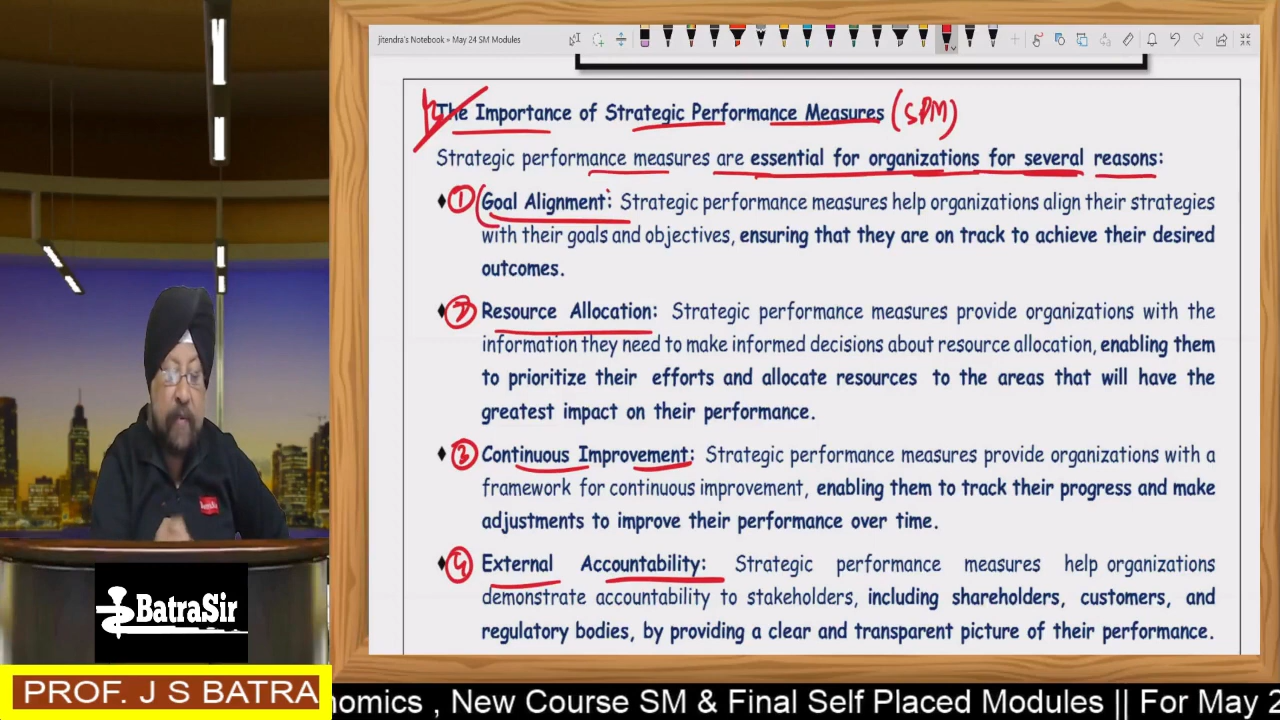 jitendra's Notebook » May 24 SM Modules
The Importance of Strategic Performance Measures (SPM)
Strategic performance measures are essential for organizations for several reasons:
♦ ① Goal Alignment: Strategic performance measures help organizations align their strategies
with their goals and objectives, ensuring that they are on track to achieve their desired
outcomes.
♦ ② Resource Allocation: Strategic performance measures provide organizations with the
information they need to make informed decisions about resource allocation, enabling them
to prioritize their efforts and allocate resources to the areas that will have the
greatest impact on their performance.
♦ ③ Continuous Improvement: Strategic performance measures provide organizations with a
framework for continuous improvement, enabling them to track their progress and make
adjustments to improve their performance over time.
♦ ④ External Accountability: Strategic performance measures help organizations
demonstrate accountability to stakeholders, including shareholders, customers, and
regulatory bodies, by providing a clear and transparent picture of their performance.
BatraSir
PROF. J S BATRA
nomics , New Course SM & Final Self Placed Modules || For May 2